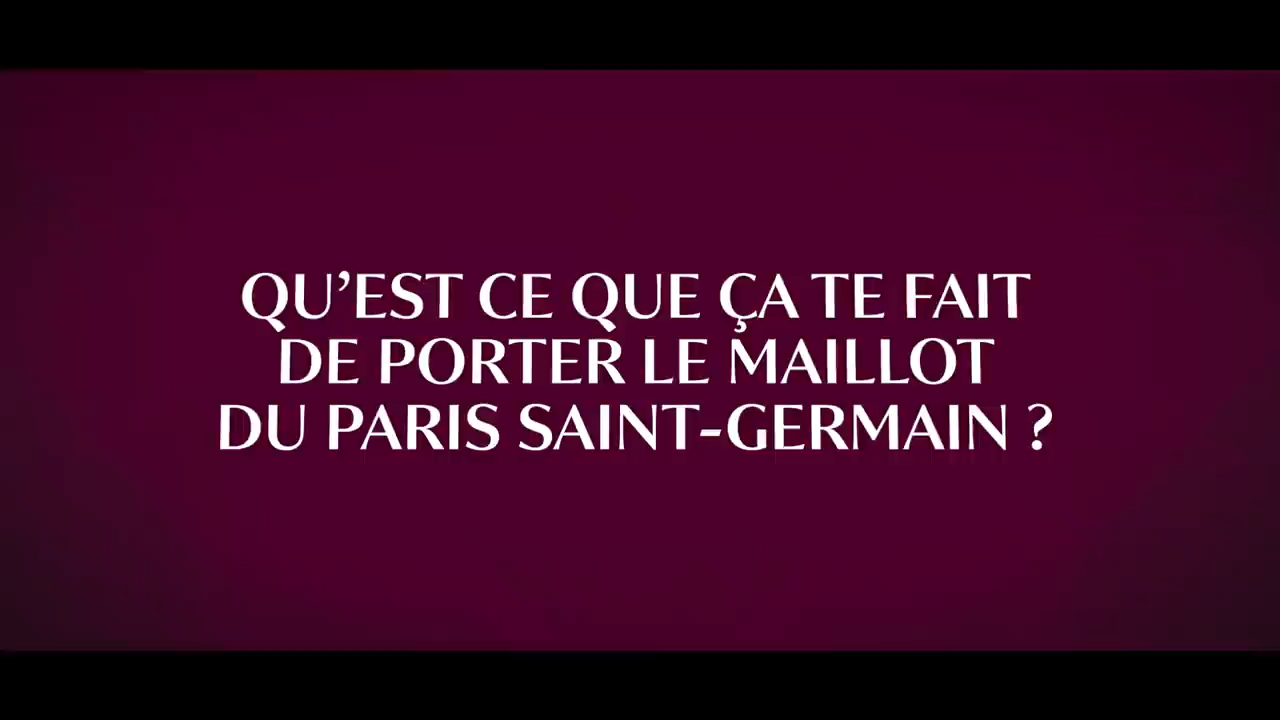 QU’EST CE QUE ÇA TE FAIT
DE PORTER LE MAILLOT
DU PARIS SAINT-GERMAIN ?